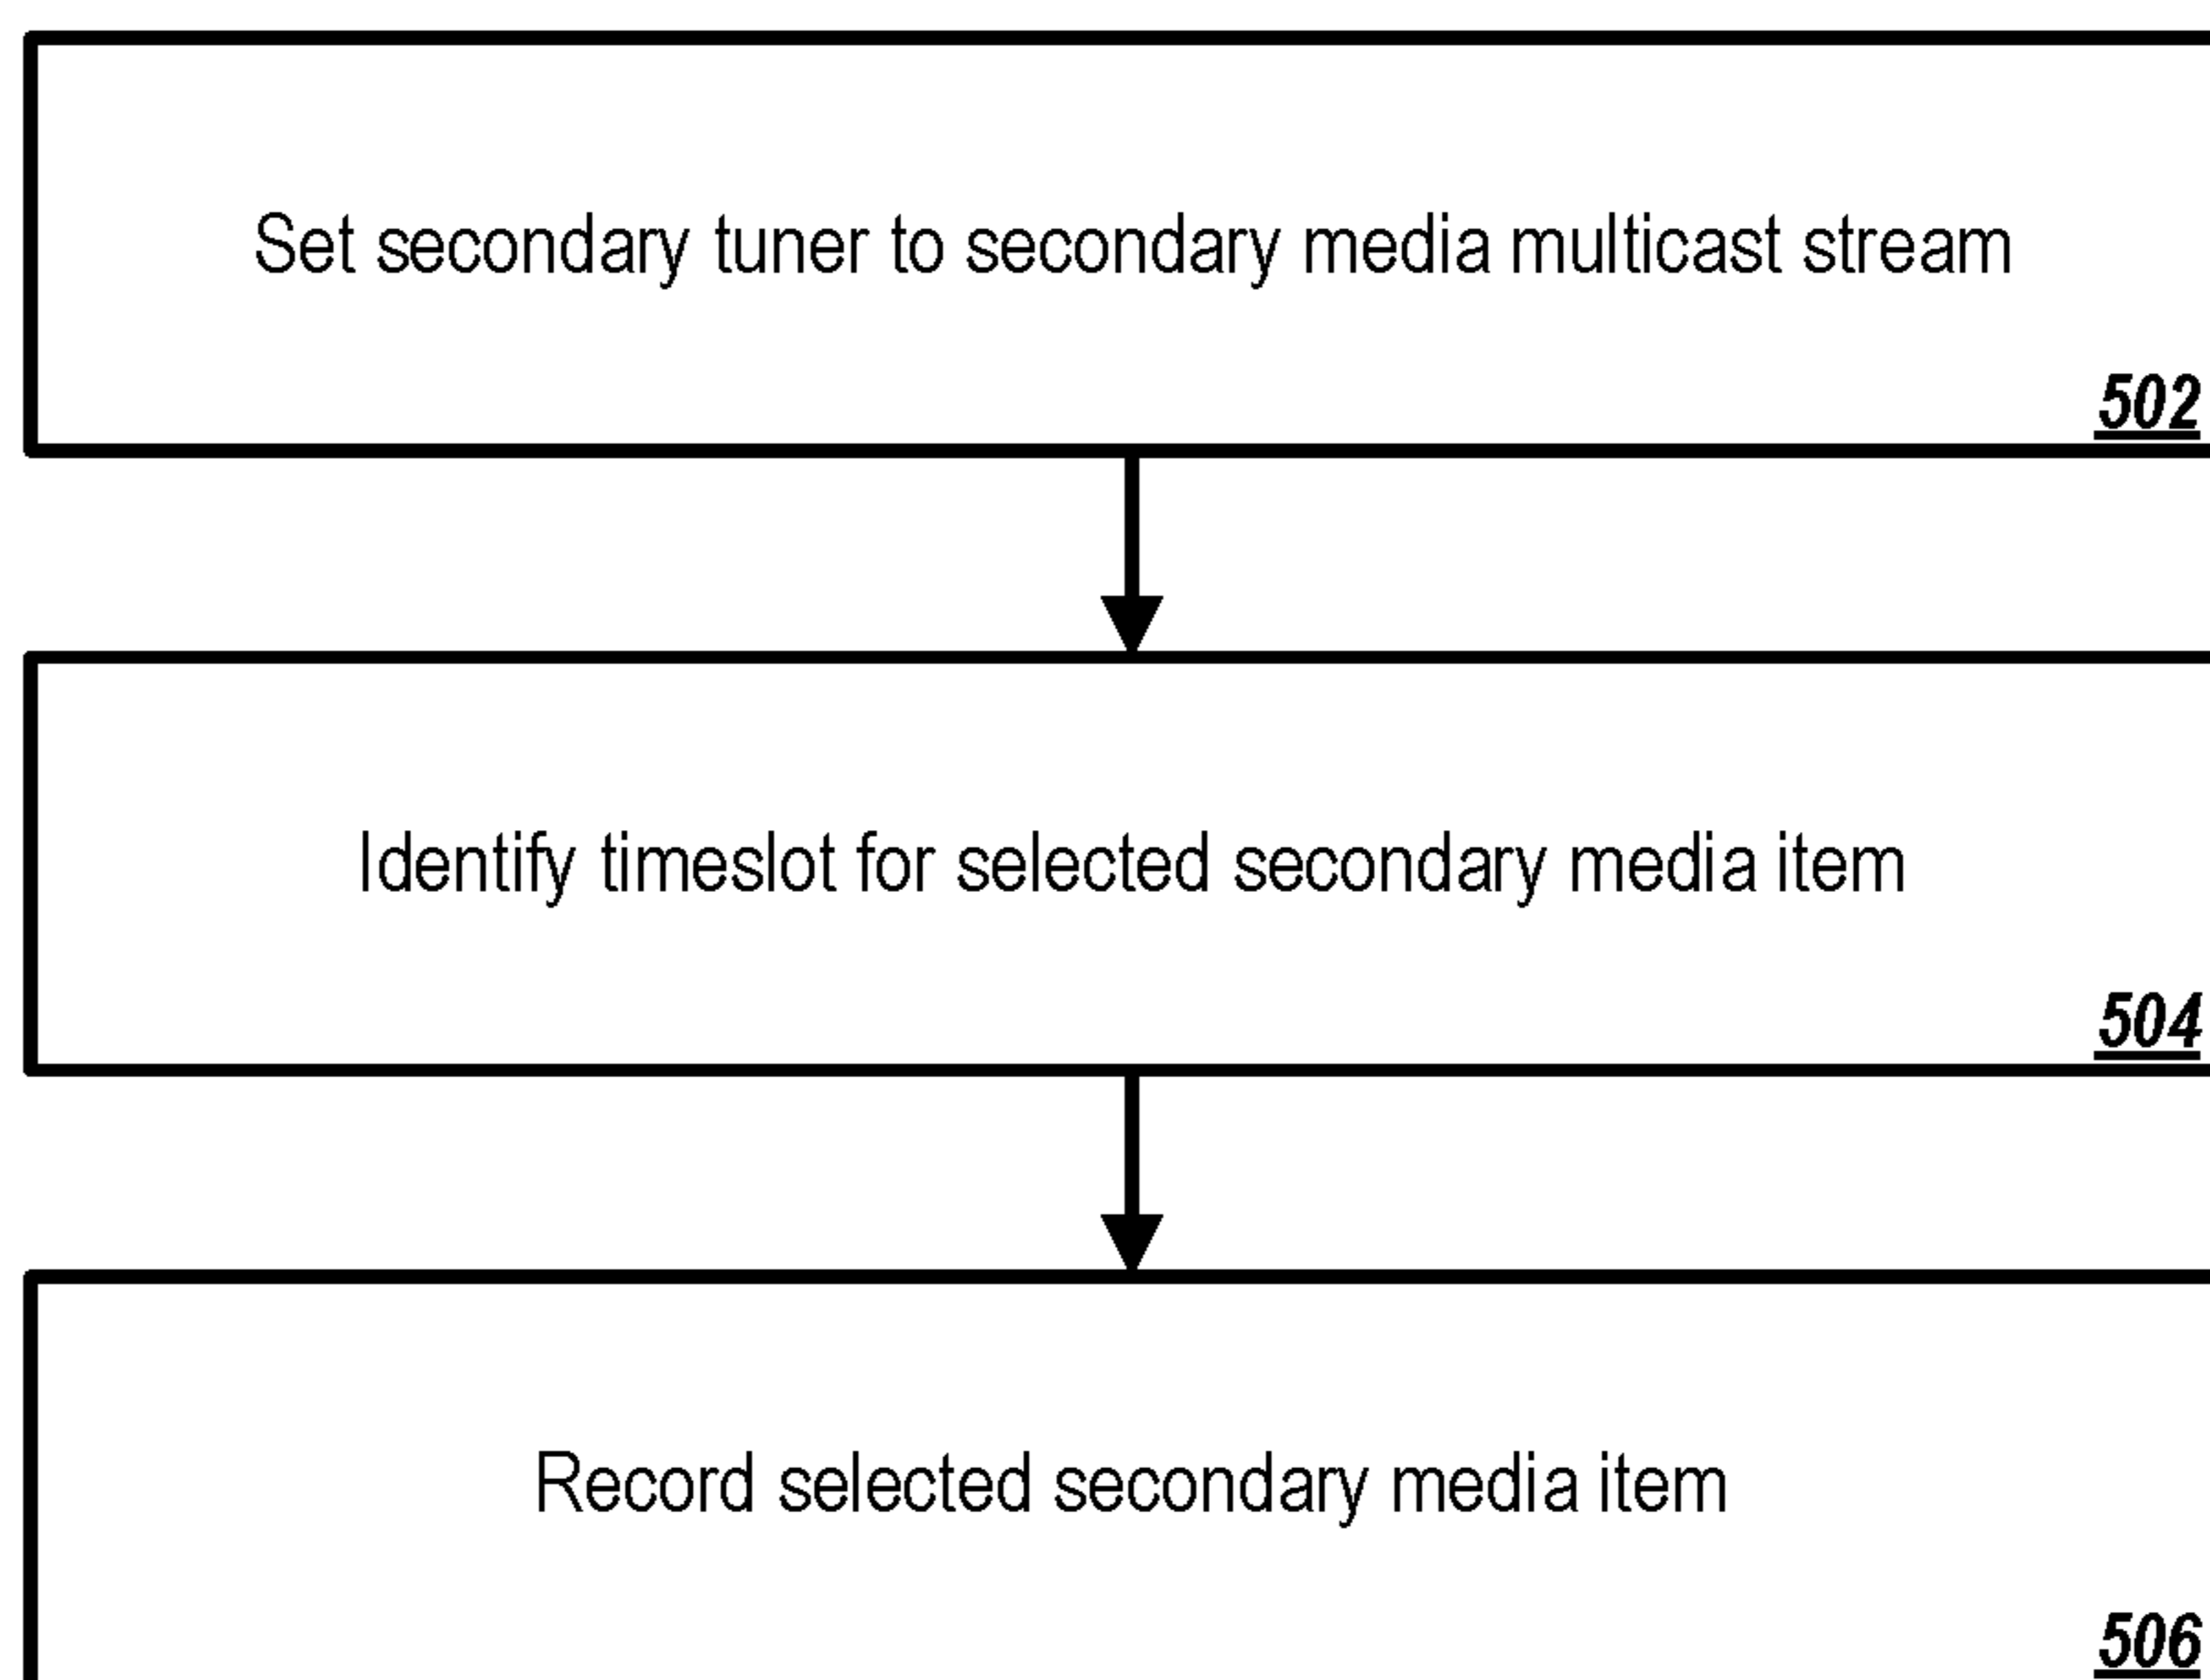 Set secondary tuner to secondary media multicast stream
502
Identify timeslot for selected secondary media item
504
Record selected secondary media item
506